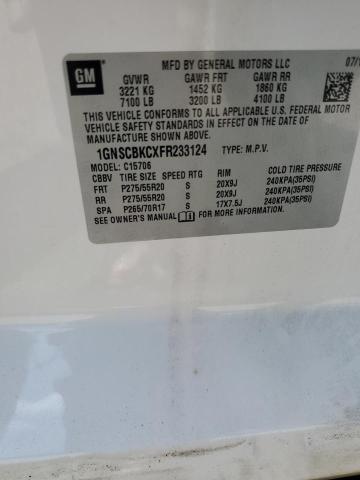 GM
MFD BY GENERAL MOTORS LLC
GVWR GAWR FRT GAWR RR
3221 KG 1452 KG 1860 KG
7100 LB 3200 LB 4100 LB
THIS VEHICLE CONFORMS TO ALL APPLICABLE U.S. FEDERAL MOTOR
VEHICLE SAFETY STANDARDS IN EFFECT ON THE DATE OF
MANUFACTURE SHOWN ABOVE.
1GNSCBKCXFR233124 TYPE: M.P.V.
MODEL: C15706
CBBV TIRE SIZE SPEED RTG RIM COLD TIRE PRESSURE
FRT P275/55R20 S 20X9J 240KPA(35PSI)
RR P275/55R20 S 20X9J 240KPA(35PSI)
SPA P265/70R17 S 17X7.5J 240KPA(35PSI)
SEE OWNER'S MANUAL FOR ADDITIONAL INFORMATION